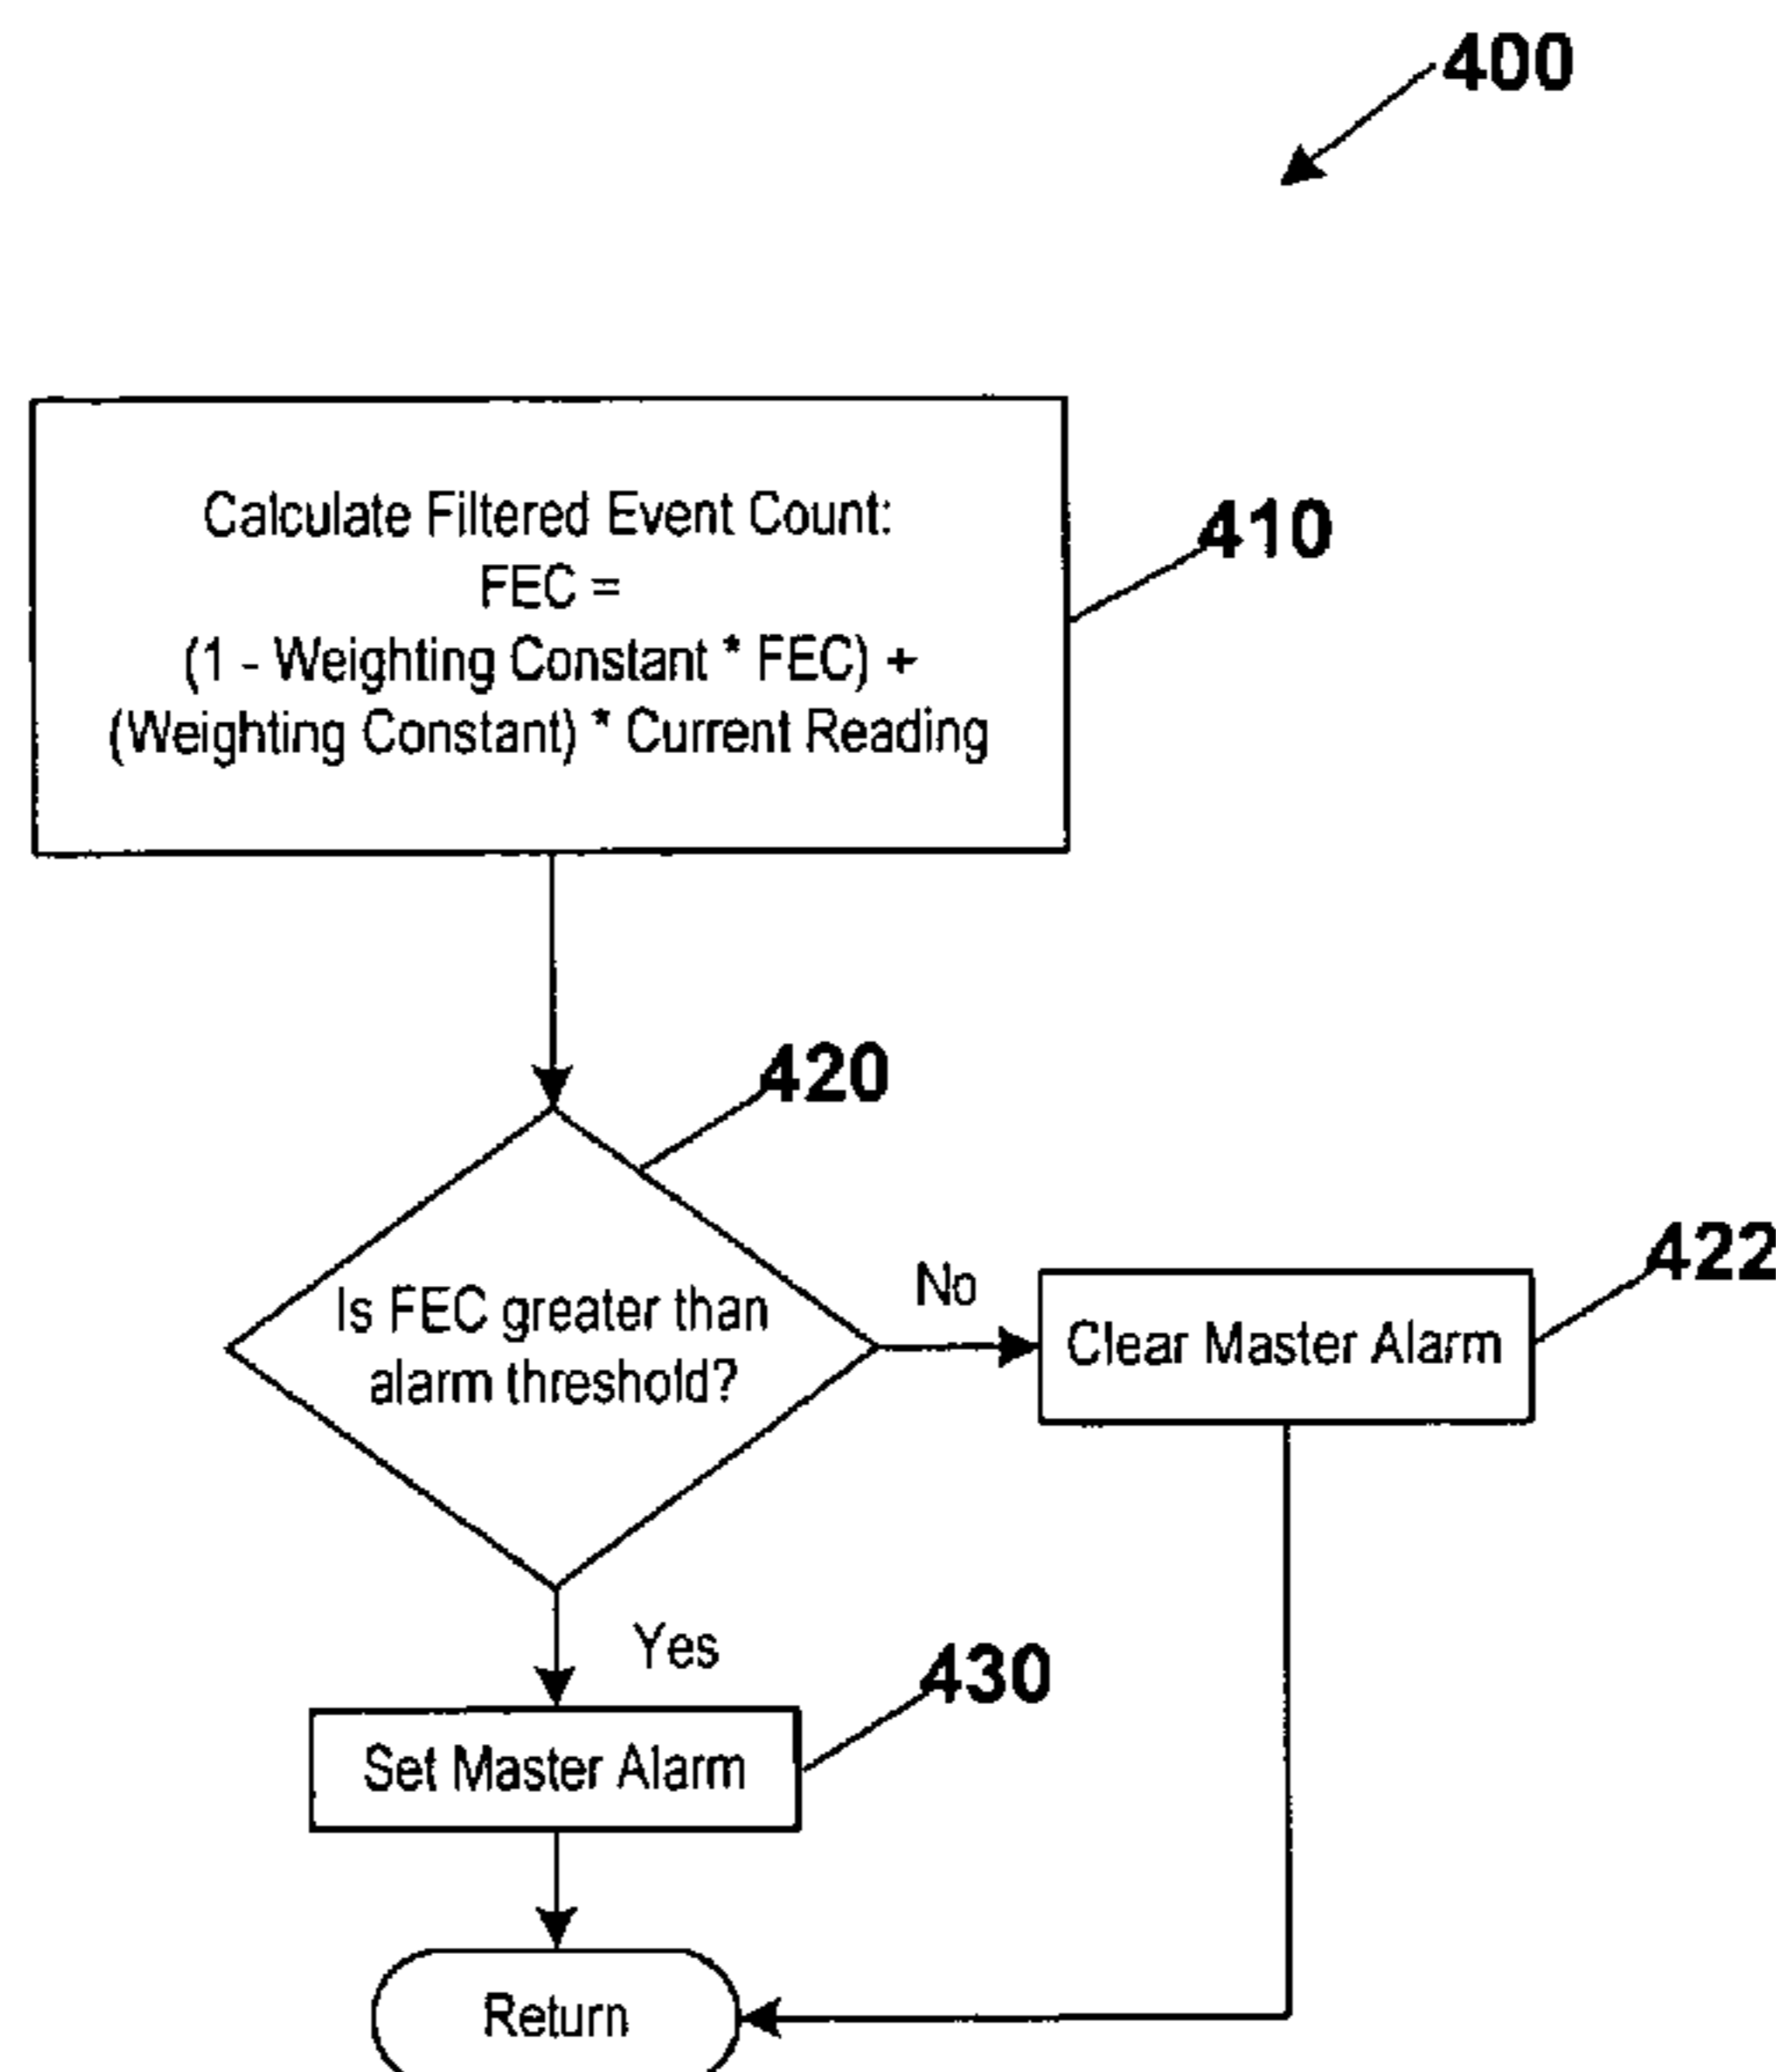 400
Calculate Filtered Event Count:
FEC =
(1 - Weighting Constant * FEC) +
(Weighting Constant) * Current Reading
410
420
Is FEC greater than
alarm threshold?
No
422
Clear Master Alarm
Yes
430
Set Master Alarm
Return